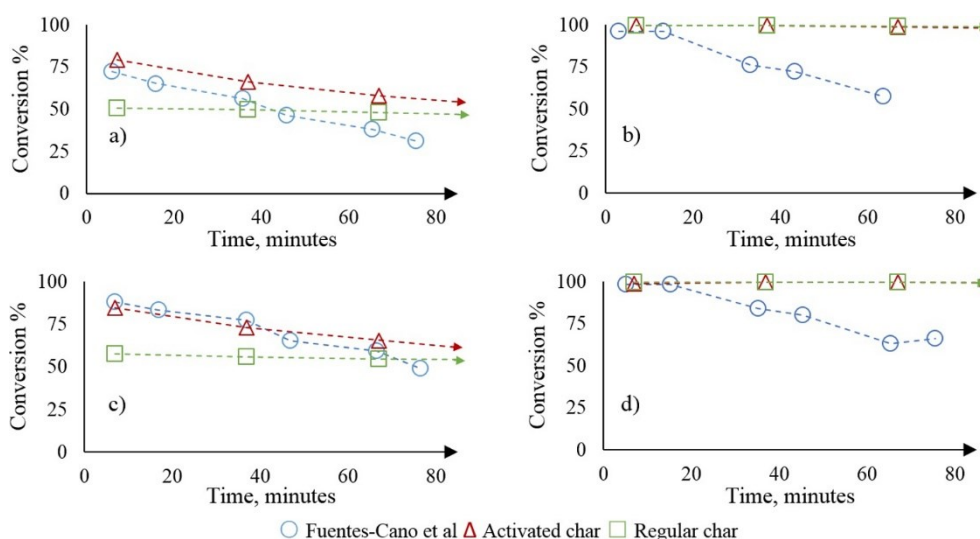 100
75
50
25
0
Conversion %
a)
0 20 40 60 80
Time, minutes
100
75
50
25
0
Conversion %
b)
0 20 40 60 80
Time, minutes
100
75
50
25
0
Conversion %
c)
0 20 40 60 80
Time, minutes
100
75
50
25
0
Conversion %
d)
0 20 40 60 80
Time, minutes
Fuentes-Cano et al Activated char Regular char